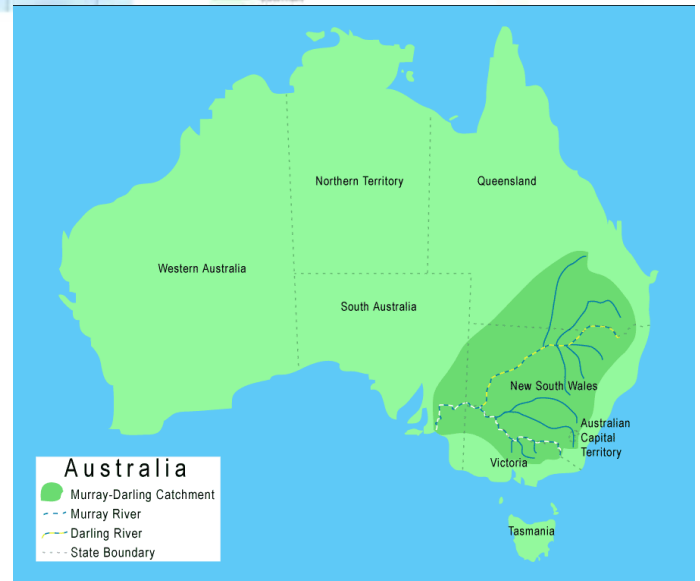 Northern Territory
Queensland
Western Australia
South Australia
New South Wales
Australian
Capital
Territory
Victoria
Tasmania
Australia
Murray-Darling Catchment
Murray River
Darling River
State Boundary